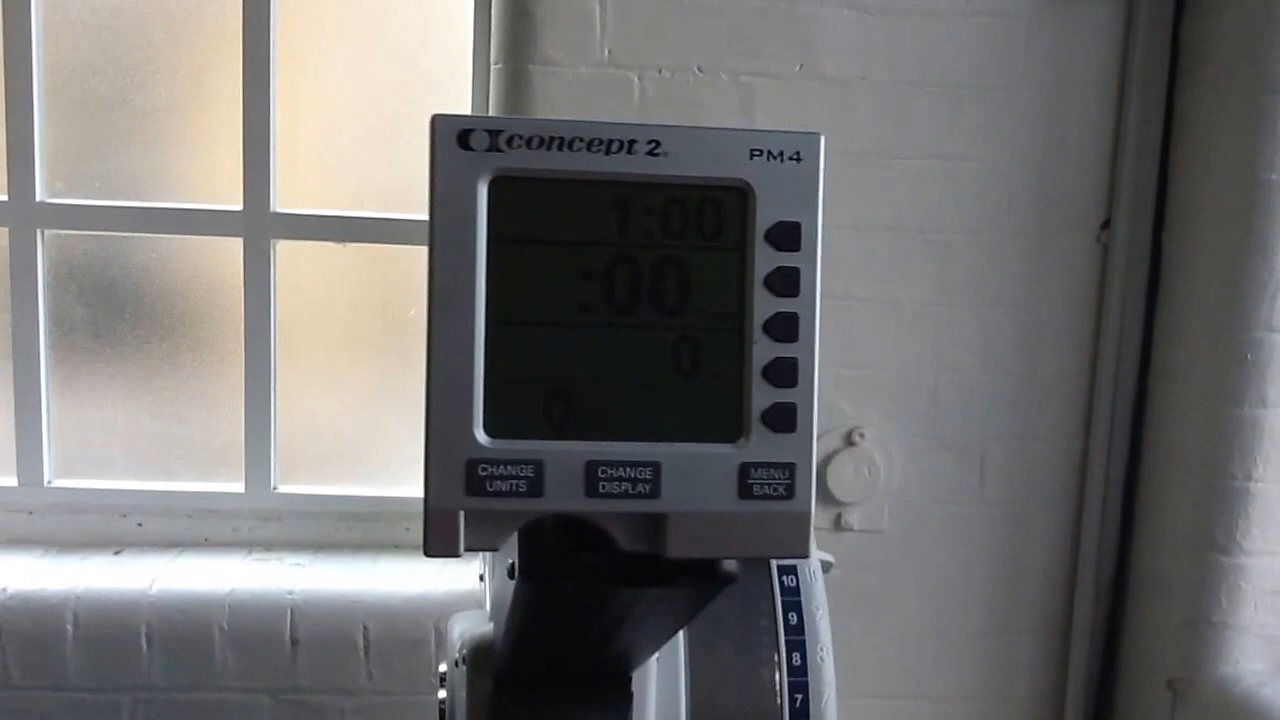 concept 2
PM4
1:00
:00
0
0
CHANGE
UNITS
CHANGE
DISPLAY
MENU
BACK
10
9
8
7